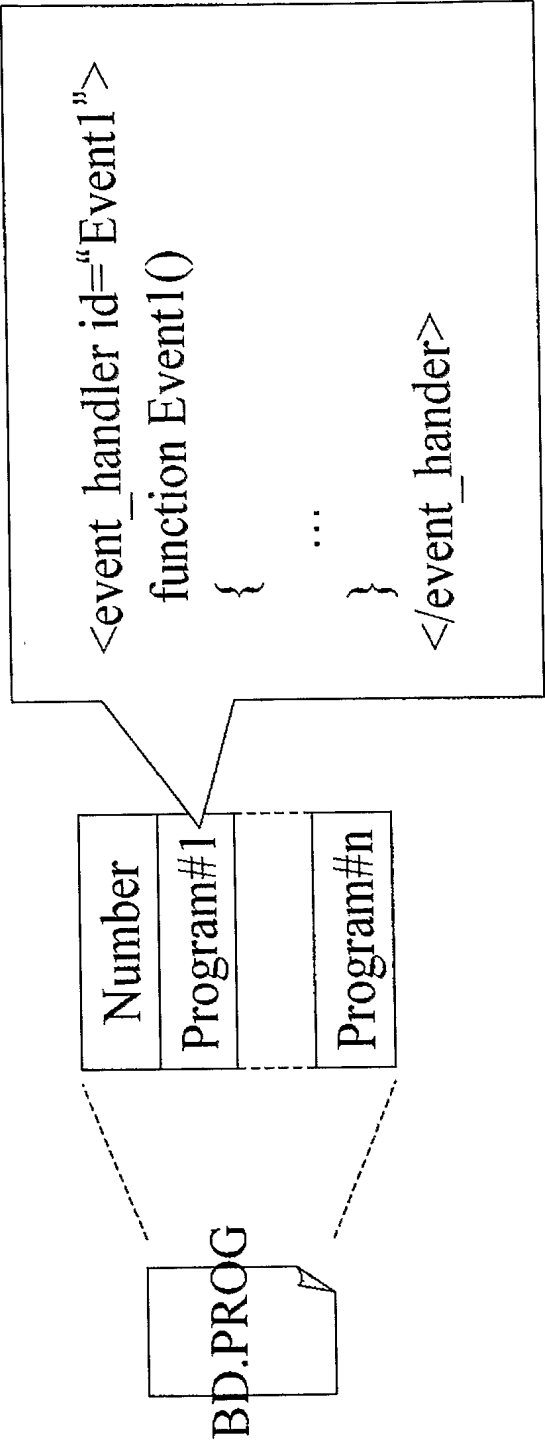 BD.PROG
Number
Program#1
Program#n
<event_handler id=“Event1”>
function Event1()
{
...
}
</event_hander>